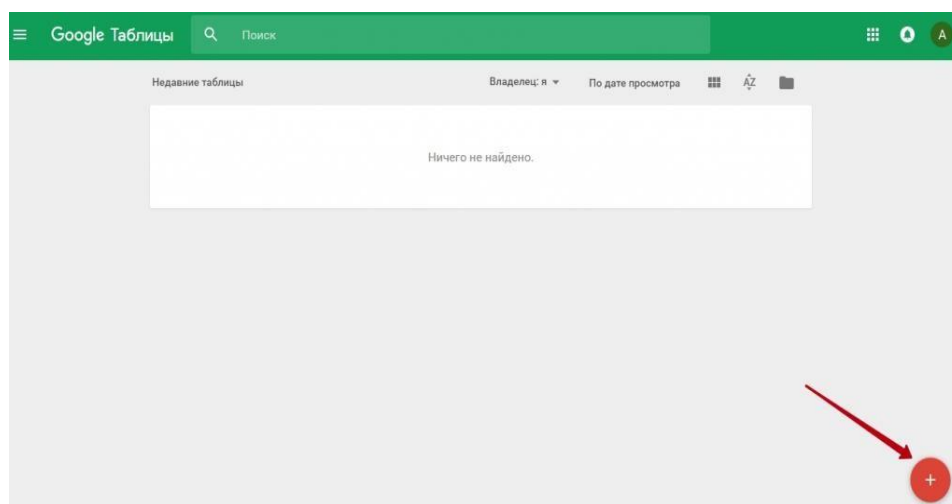 Google Таблицы
Поиск
A
Недавние таблицы
Владелец: я
По дате просмотра
AZ
Ничего не найдено.
+